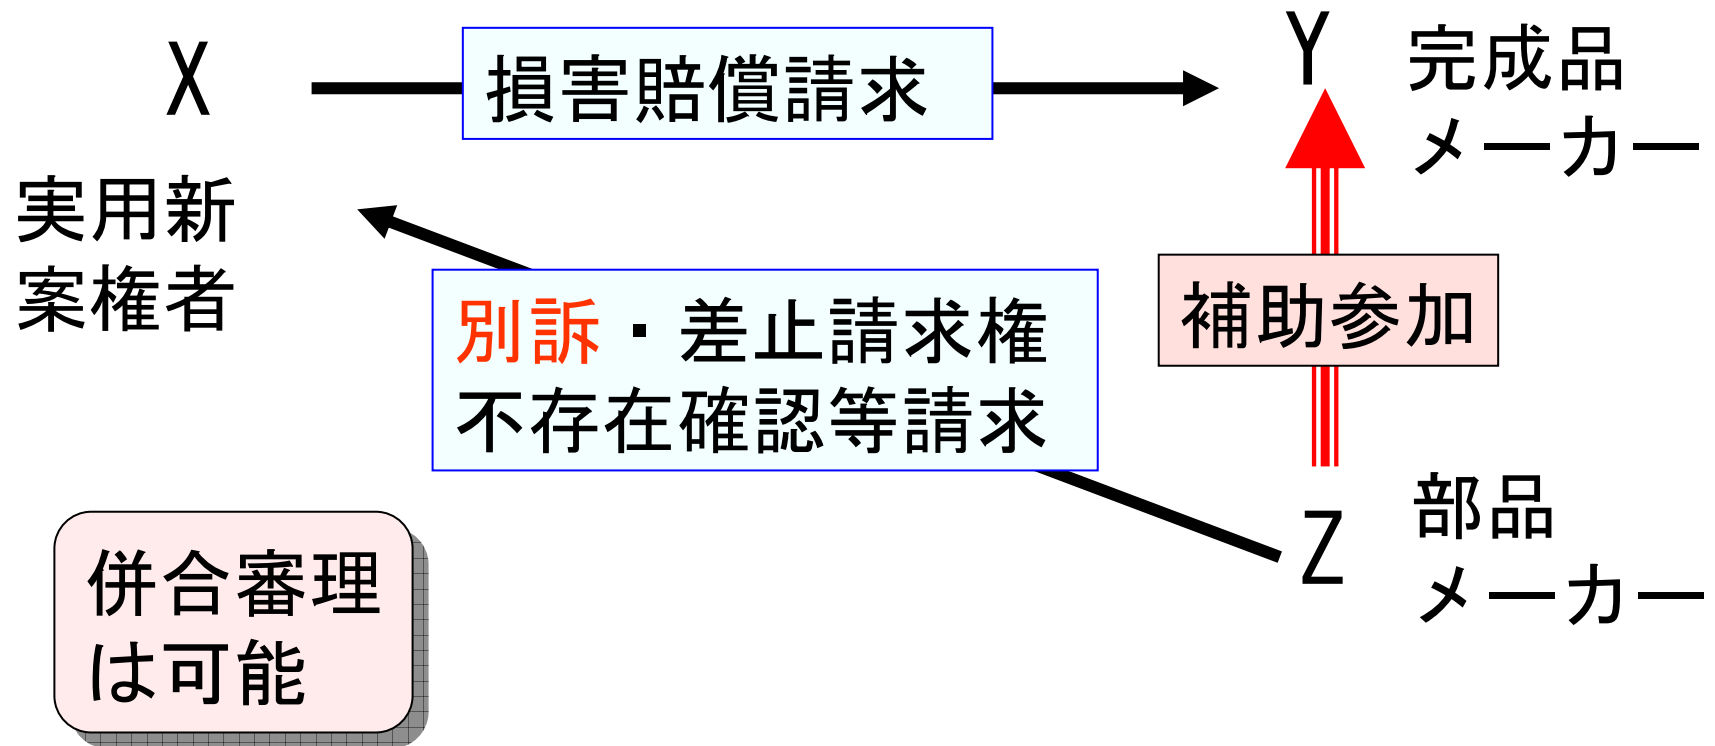 X
損害賠償請求
Y
完成品
メーカー
実用新
案権者
別訴・差止請求権
不存在確認等請求
補助参加
Z
部品
メーカー
併合審理
は可能